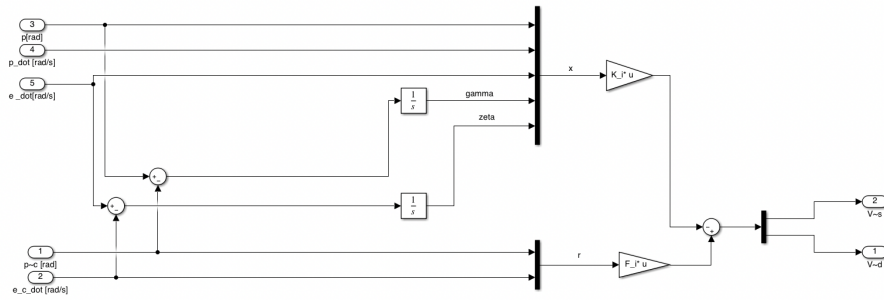 3
p[rad]
4
p_dot [rad/s]
5
e _dot[rad/s]
1
s
gamma
zeta
x
K_i* u
+
−
+
−
1
s
2
V~s
1
p~c [rad]
2
e_c_dot [rad/s]
r
F_i* u
−
+
1
V~d